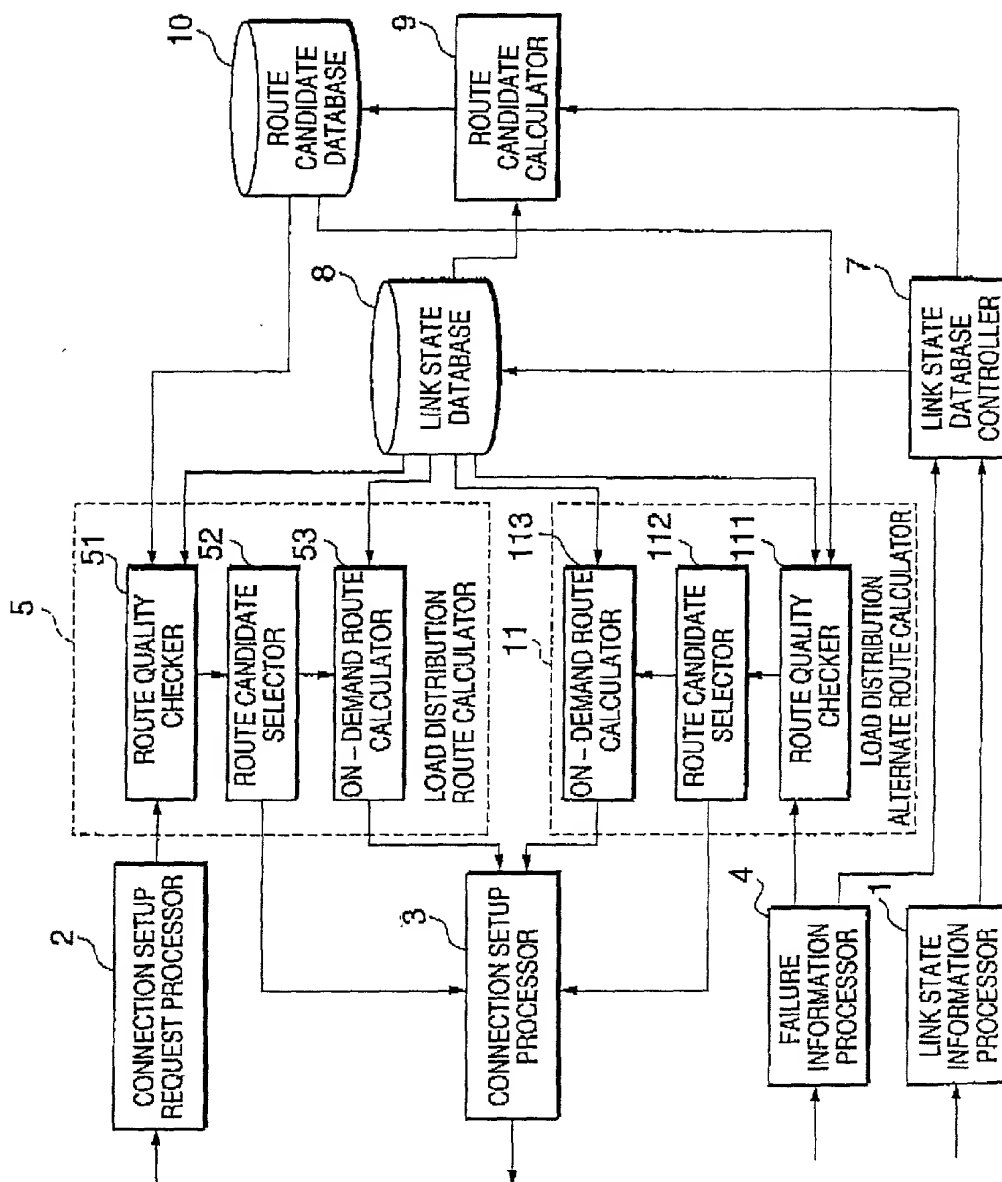 2
CONNECTION SETUP
REQUEST PROCESSOR
3
CONNECTION SETUP
PROCESSOR
4
FAILURE
INFORMATION
PROCESSOR
1
LINK STATE
INFORMATION
PROCESSOR
5
51
ROUTE QUALITY
CHECKER
52
ROUTE CANDIDATE
SELECTOR
53
ON-DEMAND ROUTE
CALCULATOR
LOAD DISTRIBUTION
ROUTE CALCULATOR
11
113
ON-DEMAND ROUTE
CALCULATOR
112
ROUTE CANDIDATE
SELECTOR
111
ROUTE QUALITY
CHECKER
LOAD DISTRIBUTION
ALTERNATE ROUTE CALCULATOR
8
LINK STATE
DATABASE
7
LINK STATE
DATABASE
CONTROLLER
10
ROUTE
CANDIDATE
DATABASE
9
ROUTE
CANDIDATE
CALCULATOR